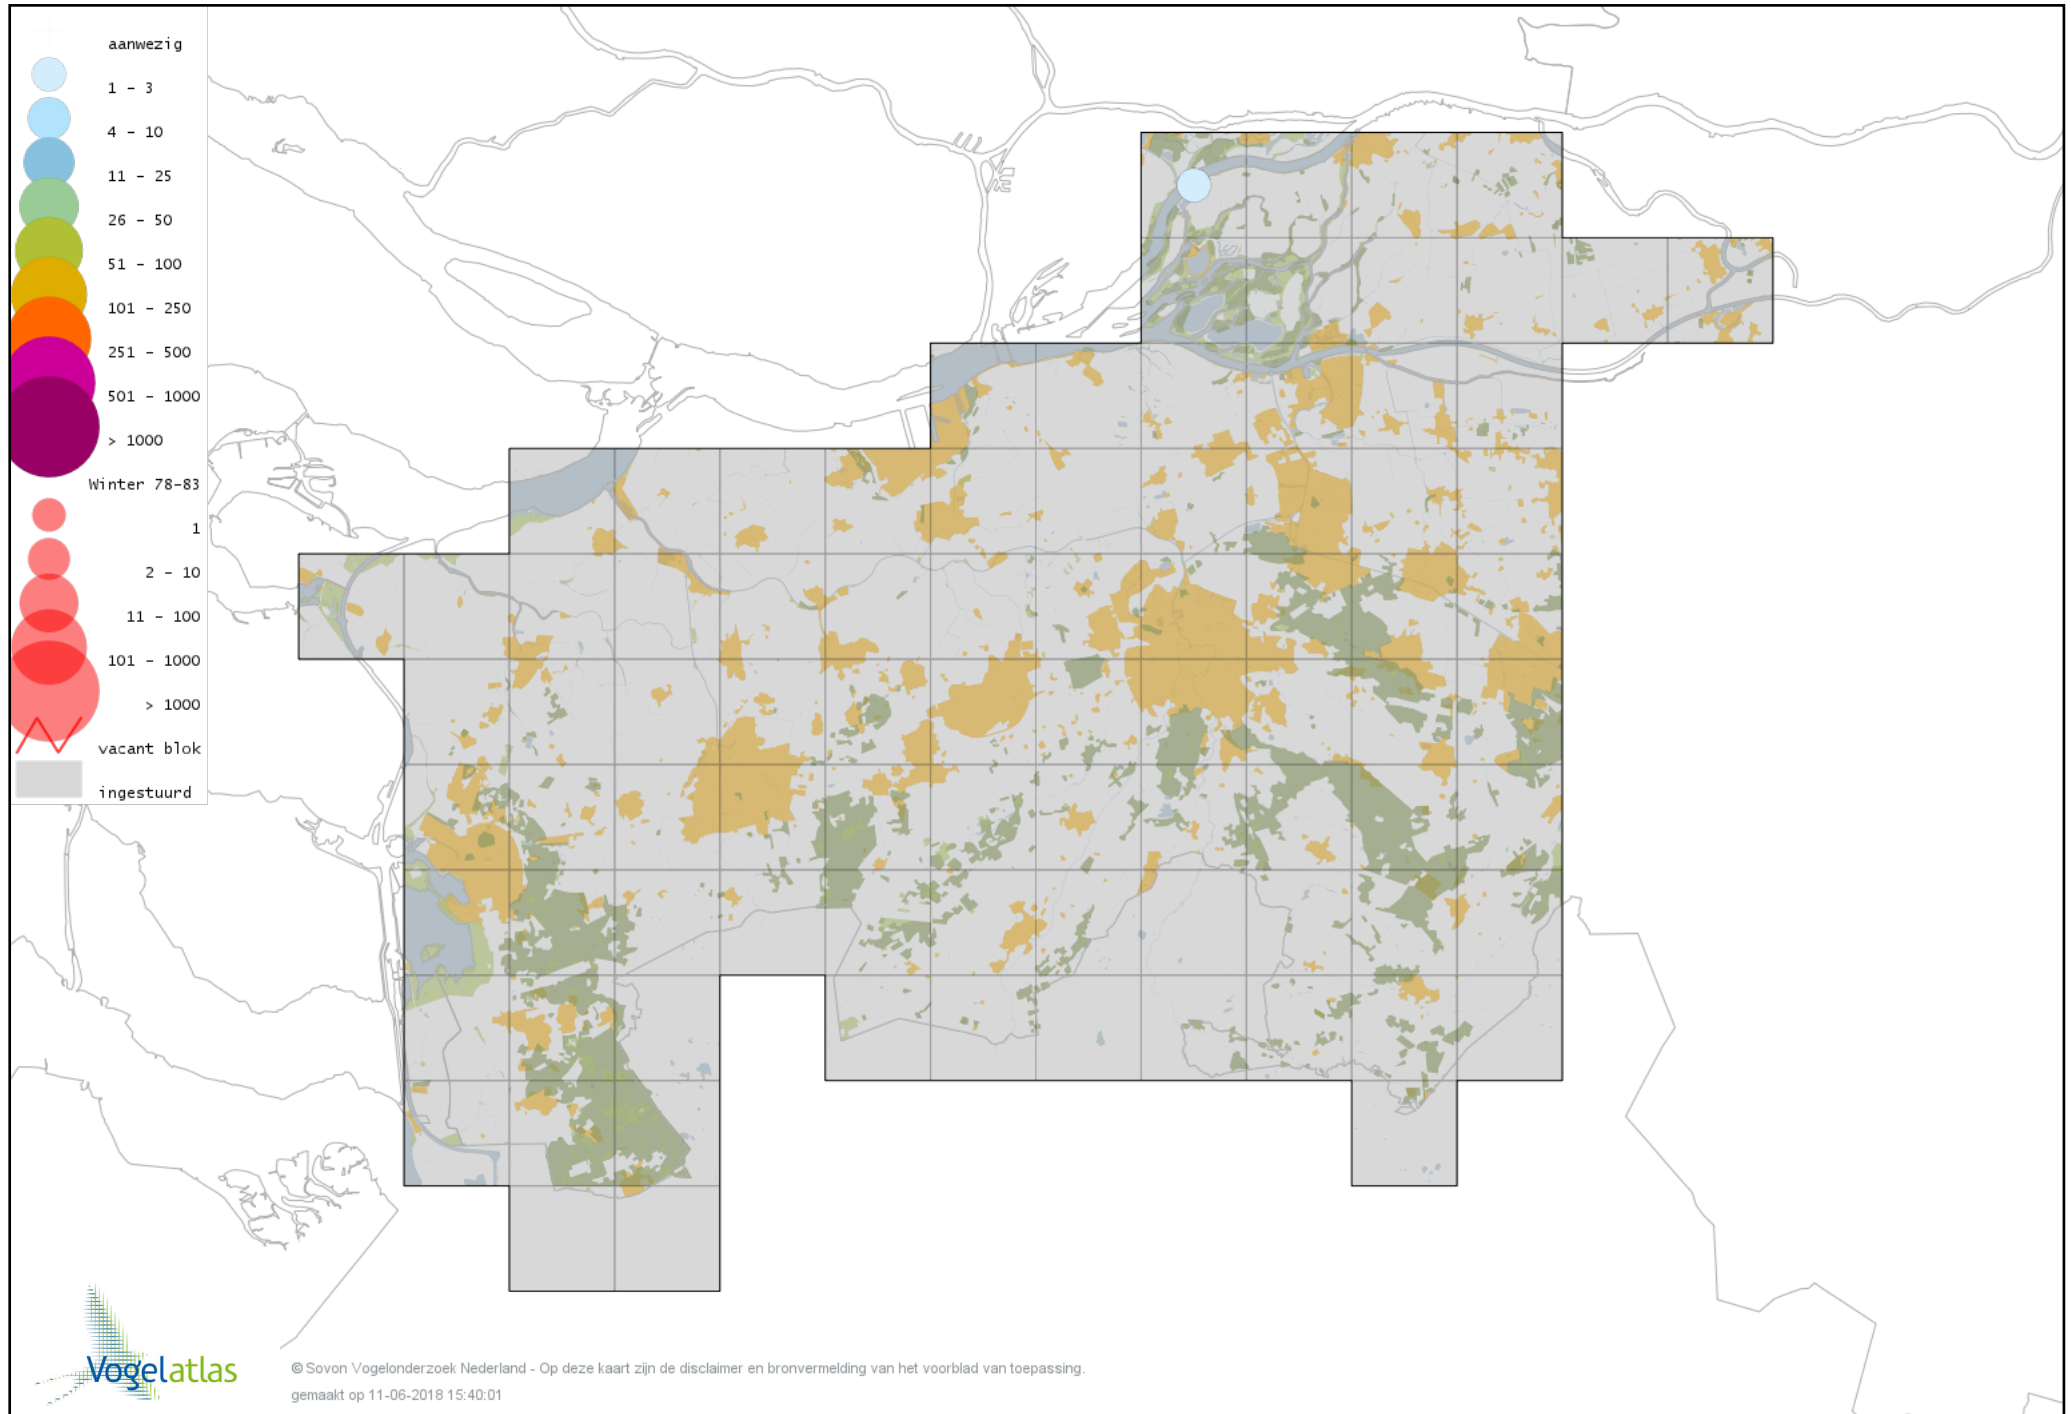 aanwezig
1 – 3
4 – 10
11 – 25
26 – 50
51 – 100
101 – 250
251 – 500
501 – 1000
> 1000
Winter 78-83
1
2 – 10
11 – 100
101 – 1000
> 1000
vacant blok
ingestuurd
Vogelatlas
© Sovon Vogelonderzoek Nederland - Op deze kaart zijn de disclaimer en bronvermelding van het voorblad van toepassing.
gemaakt op 11-06-2018 15:40:01